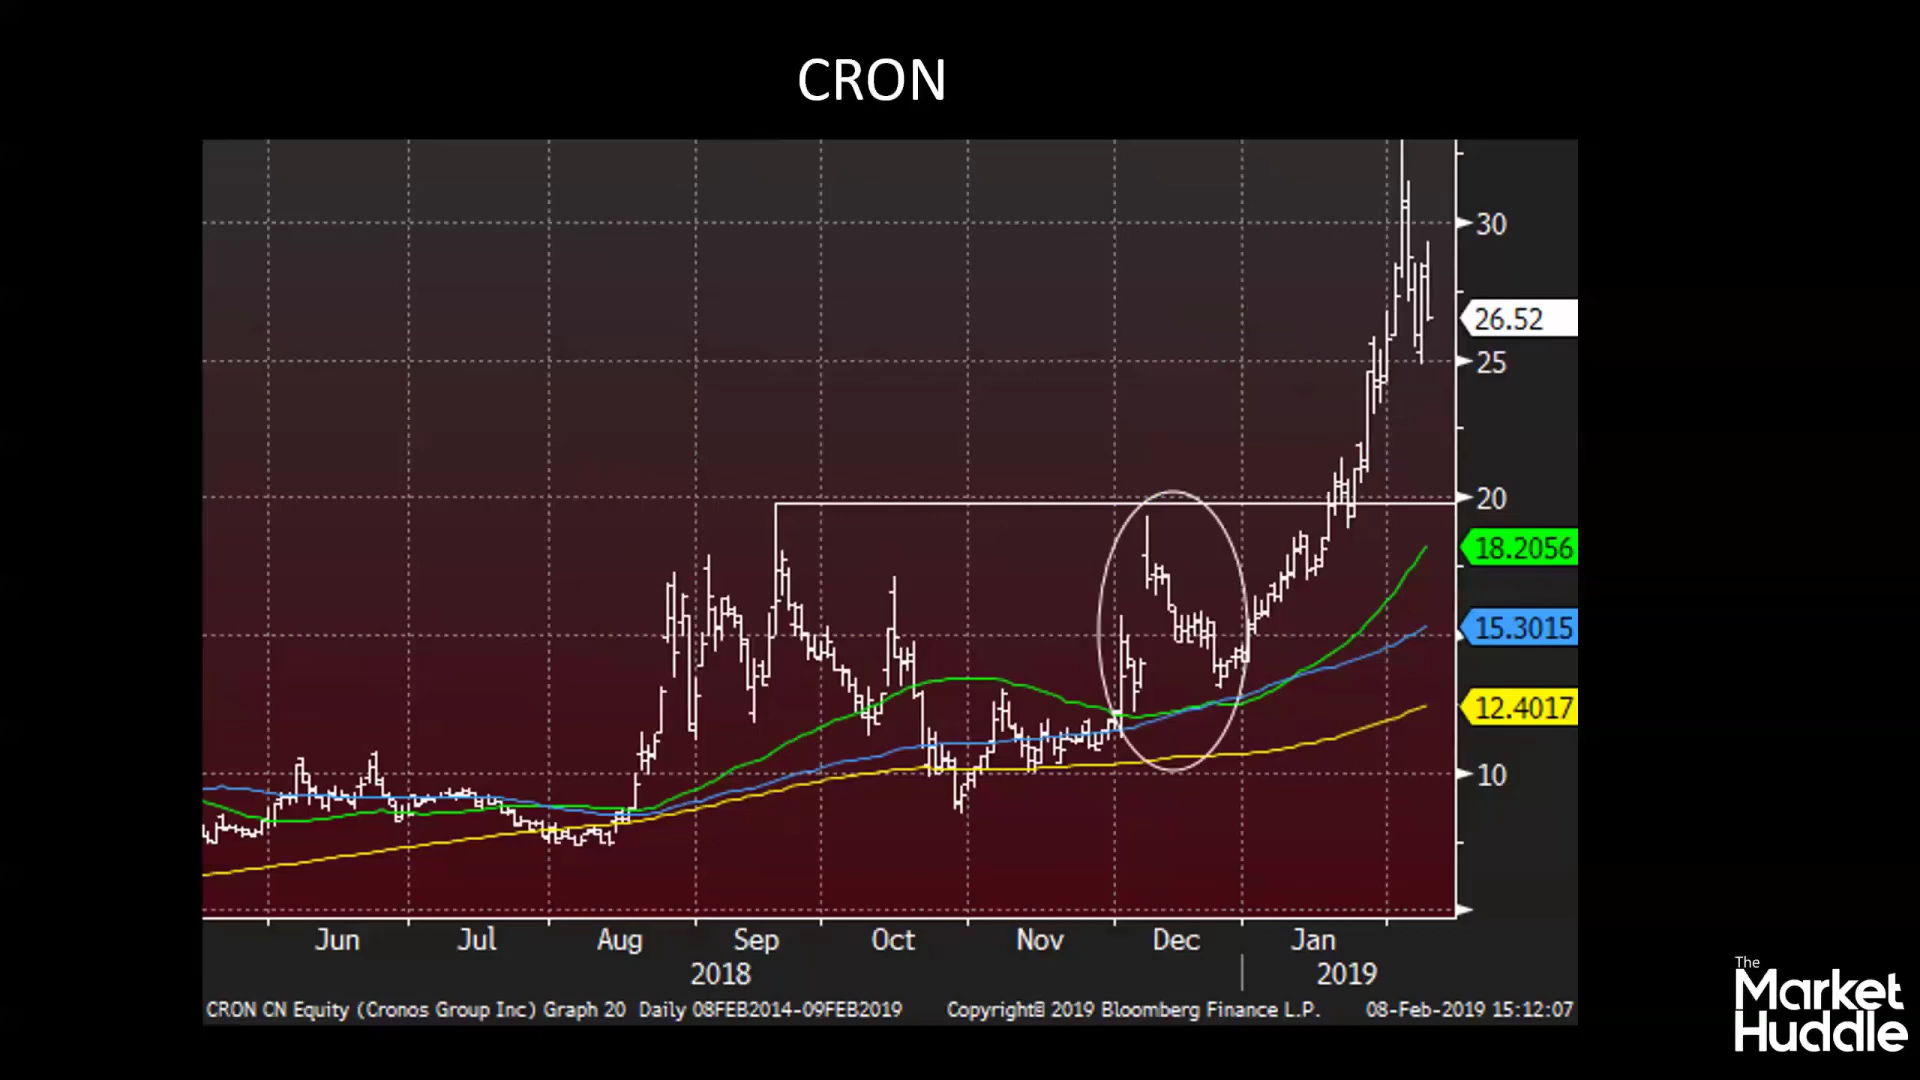 CRON
30
26.52
25
20
18.2056
15.3015
12.4017
10
Jun Jul Aug Sep Oct Nov Dec Jan
2018 2019
CRON CN Equity (Cronos Group Inc) Graph 20 Daily 08FEB2014-09FEB2019 Copyright© 2019 Bloomberg Finance L.P. 08-Feb-2019 15:12:07
The
Market
Huddle